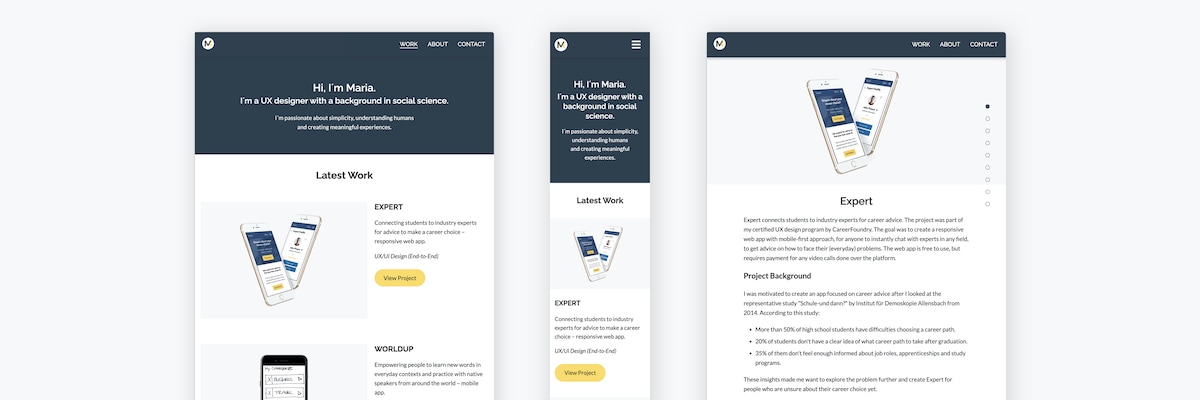 WORK ABOUT CONTACT
Hi, I´m Maria.
I´m a UX designer with a background in social science.
I´m passionate about simplicity, understanding humans
and creating meaningful experiences.
Latest Work
EXPERT
Connecting students to industry experts
for advice to make a career choice –
responsive web app.
UX/UI Design (End-to-End)
View Project
WORLDUP
Empowering people to learn new words in
everyday contexts and practice with native
speakers from around the world – mobile
app.
Hi, I´m Maria.
I´m a UX designer with a
background in social
science.
I´m passionate about simplicity,
understanding humans
and creating meaningful
experiences.
Latest Work
EXPERT
Connecting students to industry
experts for advice to make a career
choice – responsive web app.
UX/UI Design (End-to-End)
View Project
WORK ABOUT CONTACT
Expert
Expert connects students to industry experts for career advice. The project was part of
my certified UX design program by CareerFoundry. The goal was to create a responsive
web app with mobile-first approach, for anyone to instantly chat with experts in any field,
to get advice on how to face their (everyday) problems. The web app is free to use, but
requires payment for any video calls done over the platform.
Project Background
I was motivated to create an app focused on career advice after I looked at the
representative study "Schule-und dann?" by Institut für Demoskopie Allensbach from
2014. According to this study:
• More than 50% of high school students have difficulties choosing a career path.
• 20% of students don't have a clear idea of what career path to take after graduation.
• 35% of them don't feel enough informed about job roles, apprenticeships and study
programs.
These insights made me want to explore the problem further and create Expert for
people who are unsure about their career choice yet.